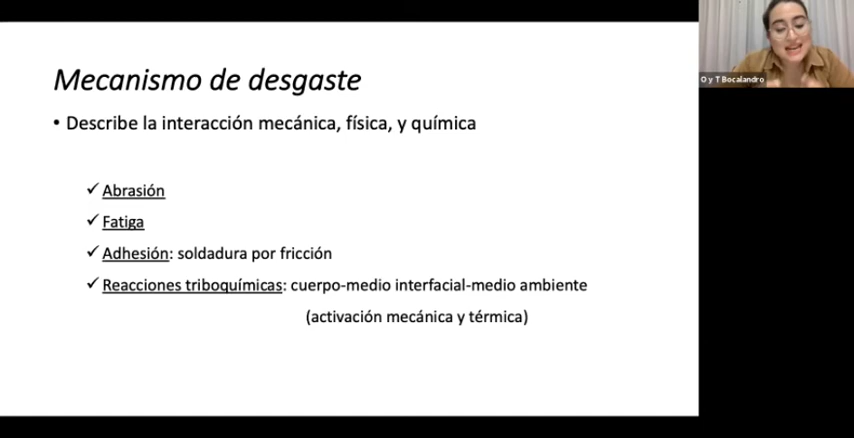 Mecanismo de desgaste
• Describe la interacción mecánica, física, y química
✓ Abrasión
✓ Fatiga
✓ Adhesión: soldadura por fricción
✓ Reacciones triboquímicas: cuerpo-medio interfacial-medio ambiente
(activación mecánica y térmica)
O y T Bocalandro